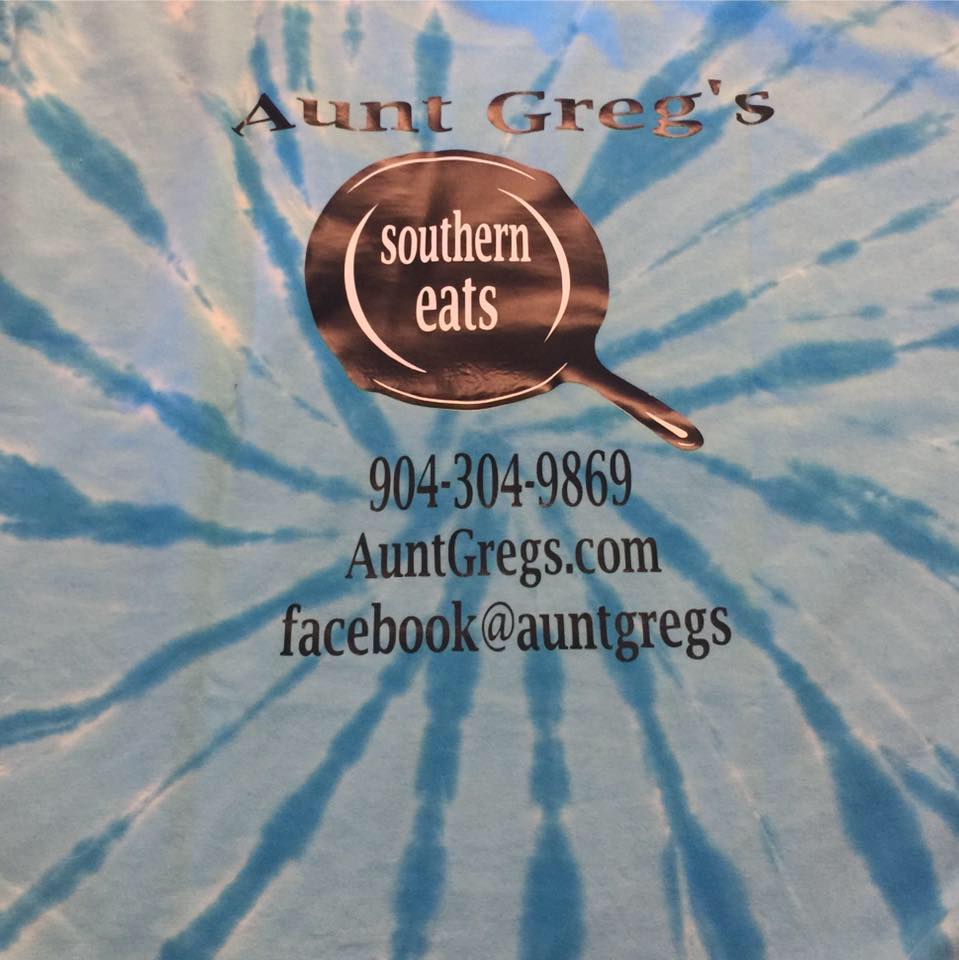 Aunt Greg's
southern
eats
904-304-9869
AuntGregs.com
facebook@auntgregs